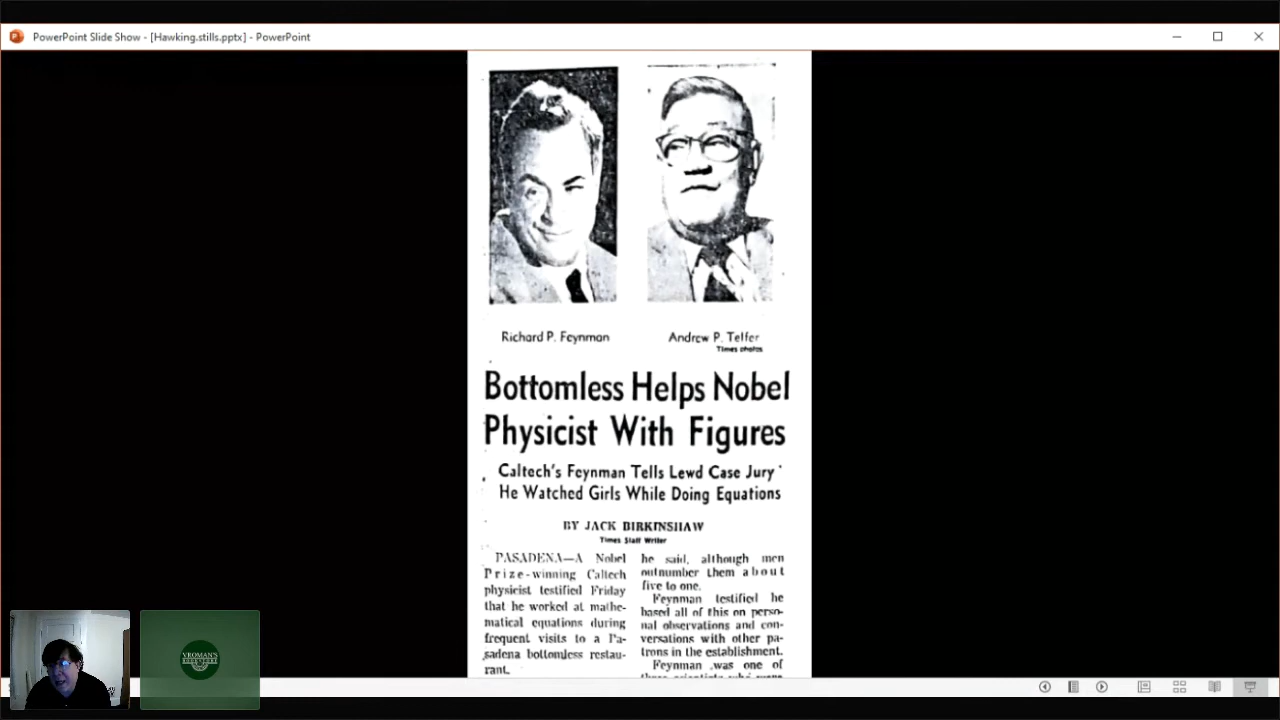 PowerPoint Slide Show - [Hawking.stills.pptx] - PowerPoint
Richard P. Feynman
Andrew P. Telfer
Times photos
Bottomless Helps Nobel
Physicist With Figures
Caltech's Feynman Tells Lewd Case Jury
He Watched Girls While Doing Equations
BY JACK BIRKINSHAW
Times Staff Writer
PASADENA—A Nobel
Prize-winning Caltech
physicist testified Friday
that he worked at mathe-
matical equations during
frequent visits to a Pa-
sadena bottomless restau-
rant.
he said, although men
outnumber them about
five to one.
Feynman testified he
based all of this on perso-
nal observations and con-
versations with other pa-
trons in the establishment.
Feynman was one of
VROMAN'S